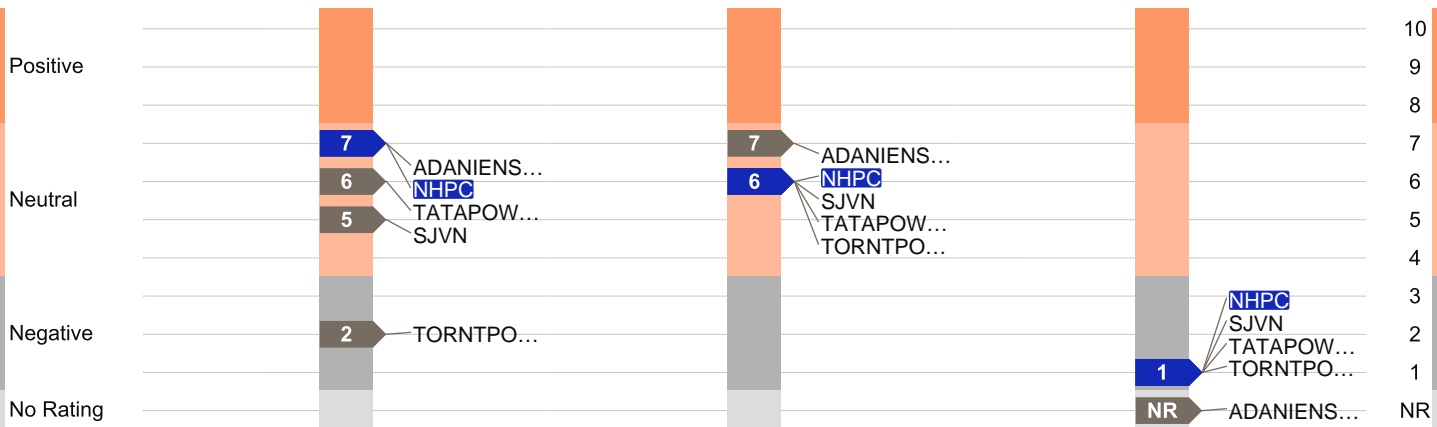 10
Positive
9
8
7
7
7
ADANIENS…
ADANIENS…
NHPC
NHPC
6
6
6
Neutral
SJVN
TATAPOW…
TATAPOW…
5
5
SJVN
TORNTPO…
4
NHPC
3
SJVN
Negative
2
TORNTPO…
2
TATAPOW…
TORNTPO…
1
1
No Rating
NR
ADANIENS…
NR